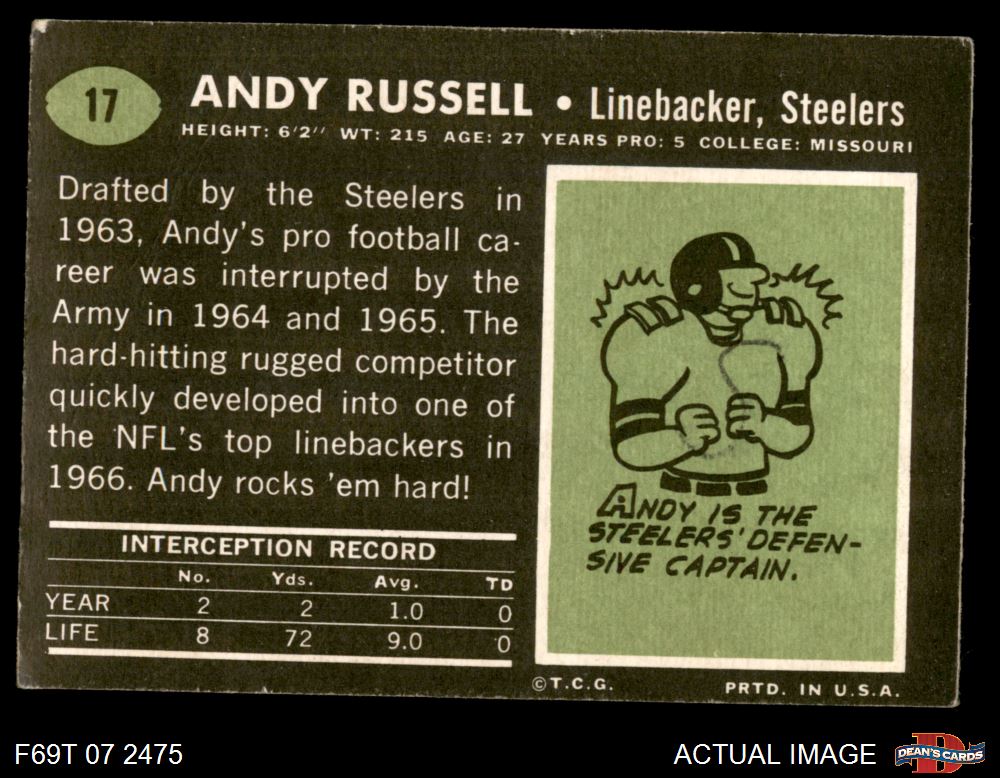 17
ANDY RUSSELL • Linebacker, Steelers
HEIGHT: 6'2" WT: 215 AGE: 27 YEARS PRO: 5 COLLEGE: MISSOURI
Drafted by the Steelers in
1963, Andy's pro football ca-
reer was interrupted by the
Army in 1964 and 1965. The
hard-hitting rugged competitor
quickly developed into one of
the NFL's top linebackers in
1966. Andy rocks 'em hard!
INTERCEPTION RECORD
No. Yds. Avg. TD
YEAR 2 2 1.0 0
LIFE 8 72 9.0 0
ANDY IS THE
STEELERS' DEFEN-
SIVE CAPTAIN.
©T.C.G. PRTD. IN U.S.A.
F69T 07 2475
ACTUAL IMAGE
D
DEAN'S CARDS